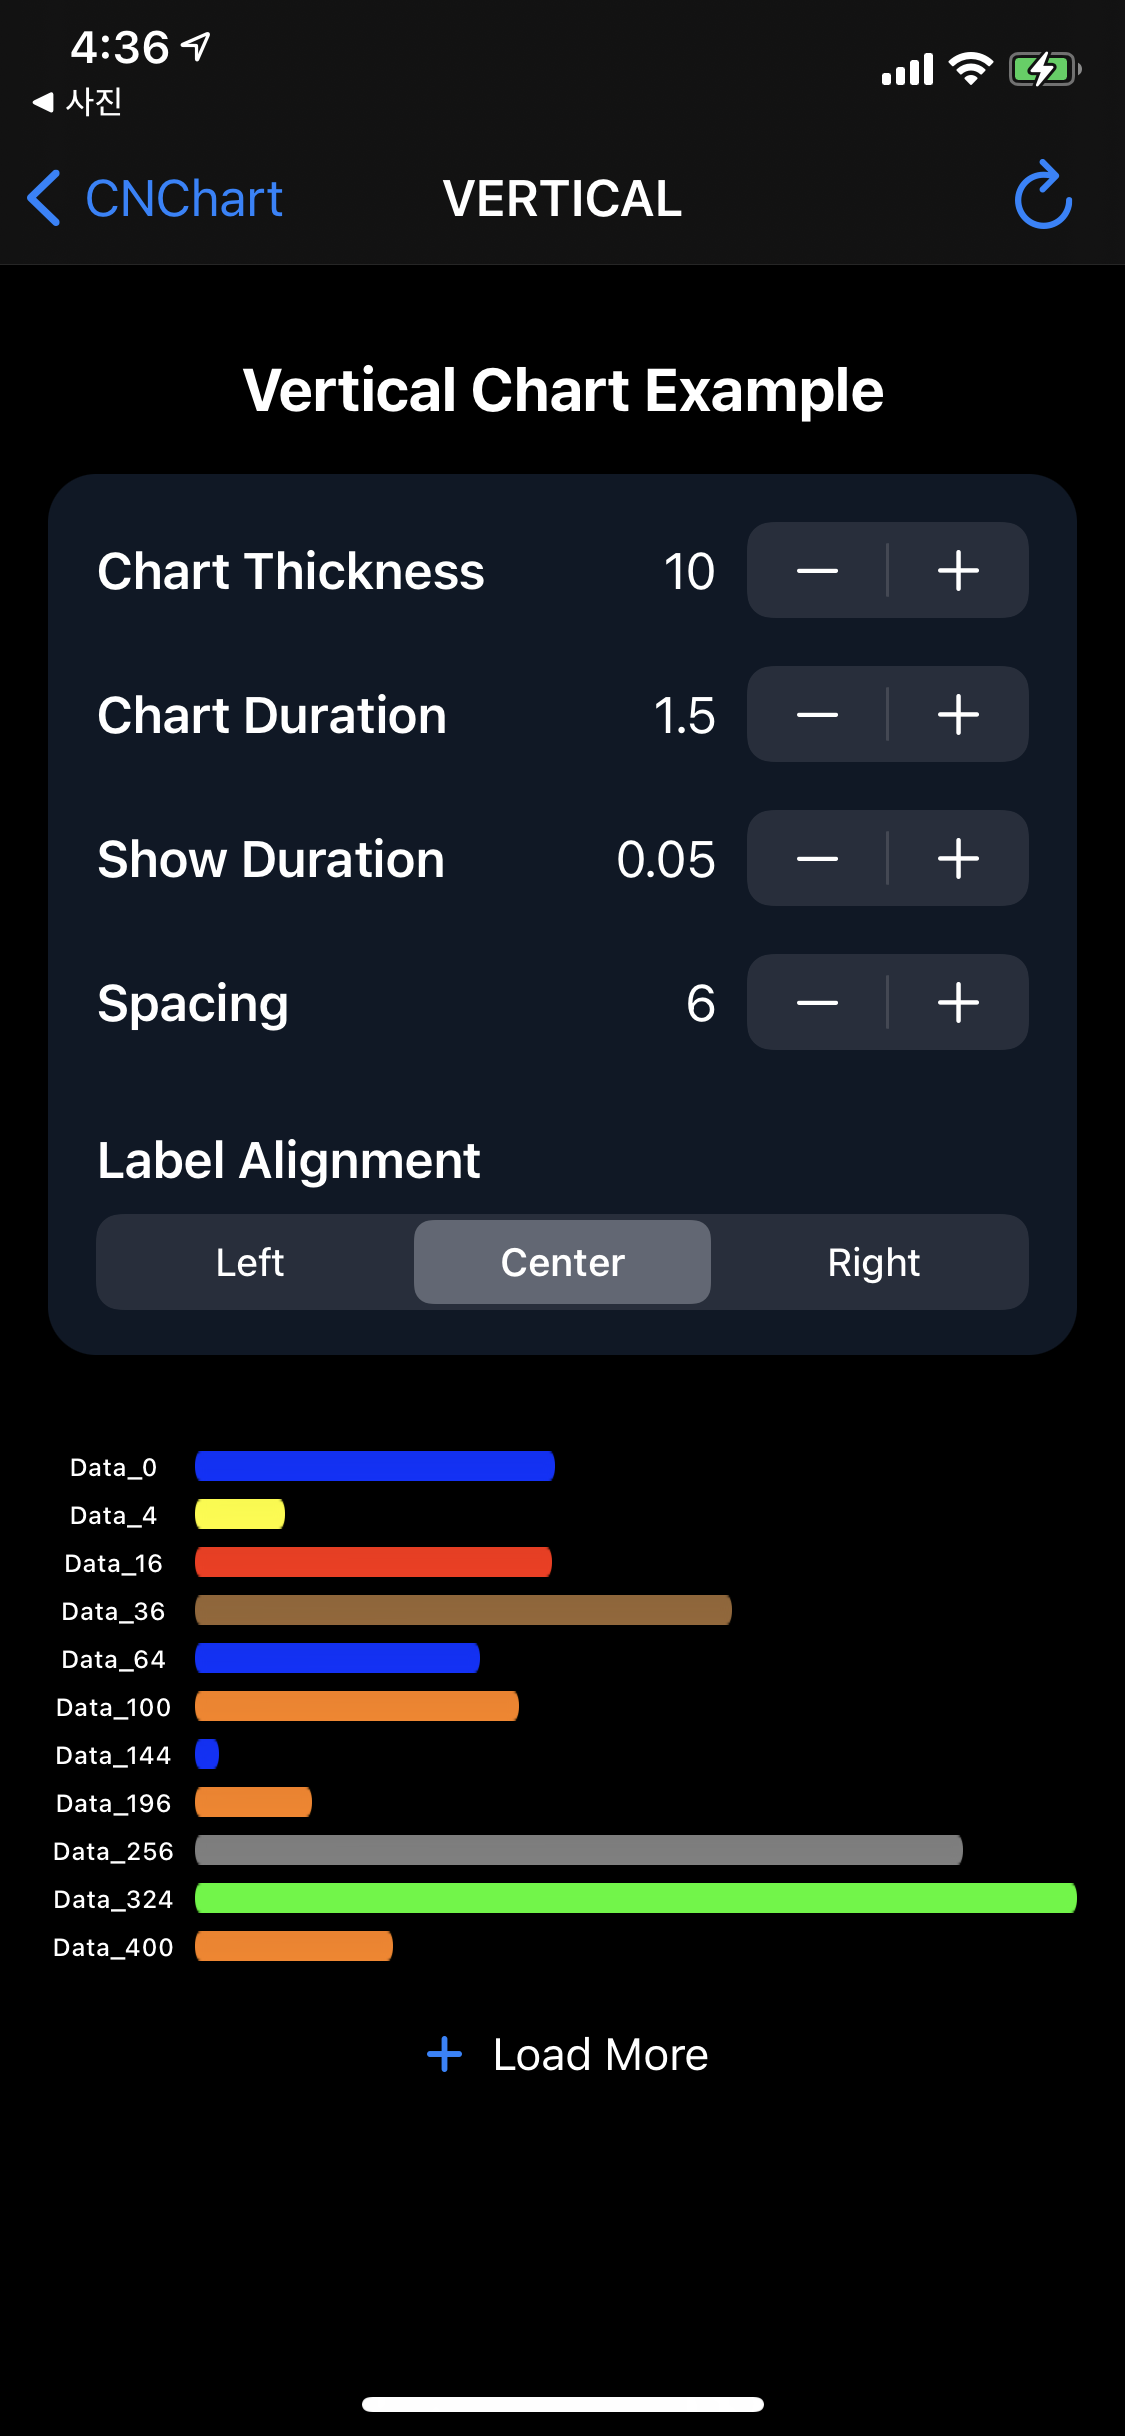 4:36
◀ 사진
CNChart VERTICAL
Vertical Chart Example
Chart Thickness 10
Chart Duration 1.5
Show Duration 0.05
Spacing 6
Label Alignment
Left Center Right
Data_0
Data_4
Data_16
Data_36
Data_64
Data_100
Data_144
Data_196
Data_256
Data_324
Data_400
+ Load More